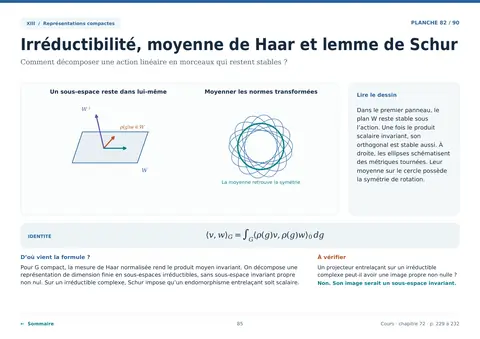 XIII / Représentations compactes
PLANCHE 82 / 90
Irréductibilité, moyenne de Haar et lemme de Schur
Comment décomposer une action linéaire en morceaux qui restent stables ?
Un sous-espace reste dans lui-même
W⊥
ρ(g)w ∈ W
W
Moyenner les normes transformées
La moyenne retrouve la symétrie
Lire le dessin
Dans le premier panneau, le
plan W reste stable sous
l'action. Une fois le produit
scalaire invariant, son
orthogonal est stable aussi. À
droite, les ellipses schématisent
des métriques tournées. Leur
moyenne sur le cercle possède
la symétrie de rotation.
IDENTITÉ
⟨v, w⟩_G = ∫_G ⟨ρ(g)v, ρ(g)w⟩_0 dg
D'où vient la formule ?
Pour G compact, la mesure de Haar normalisée rend le produit moyen invariant. On décompose une
représentation de dimension finie en sous-espaces irréductibles, sans sous-espace invariant propre
non nul. Sur un irréductible complexe, Schur impose qu'un endomorphisme entrelaçant soit scalaire.
À vérifier
Un projecteur entrelaçant sur un irréductible
complexe peut-il avoir une image propre non nulle ?
Non. Son image serait un sous-espace invariant.
← Sommaire
85
Cours · chapitre 72 · p. 229 à 232